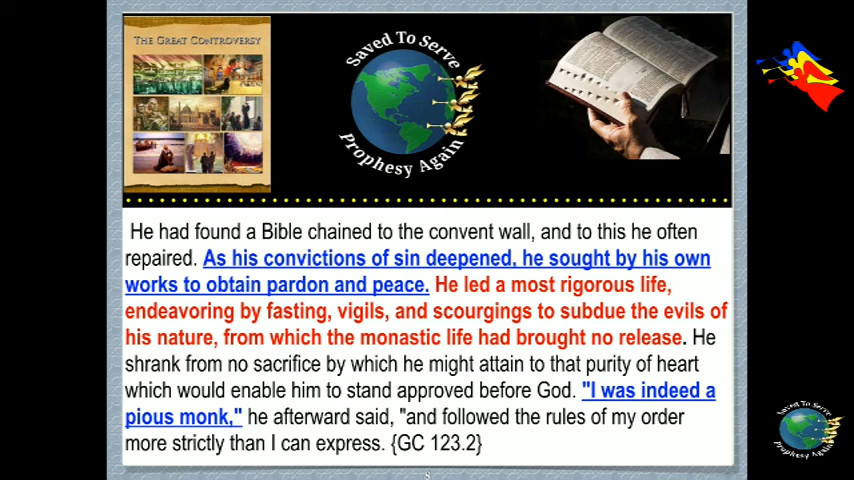 THE GREAT CONTROVERSY
Saved To Serve
Prophesy Again
He had found a Bible chained to the convent wall, and to this he often
repaired. As his convictions of sin deepened, he sought by his own
works to obtain pardon and peace. He led a most rigorous life,
endeavoring by fasting, vigils, and scourgings to subdue the evils of
his nature, from which the monastic life had brought no release. He
shrank from no sacrifice by which he might attain to that purity of heart
which would enable him to stand approved before God. "I was indeed a
pious monk," he afterward said, "and followed the rules of my order
more strictly than I can express. {GC 123.2}
Saved To Serve
Prophesy Again